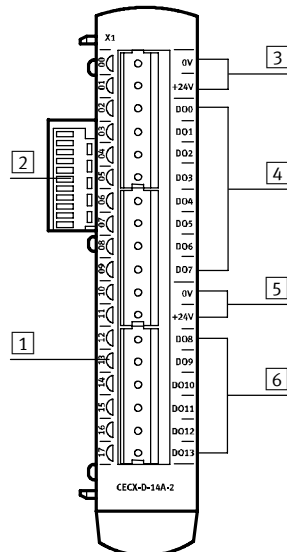 X1
00 0V 3
01 +24V
02 DO0
03 DO1
2 04 DO2
05 DO3 4
06 DO4
07 DO5
08 DO6
09 DO7
10 0V 5
11 +24V
12 DO8
1 13 DO9
14 DO10 6
15 DO11
16 DO12
17 DO13
CECX-D-14A-2